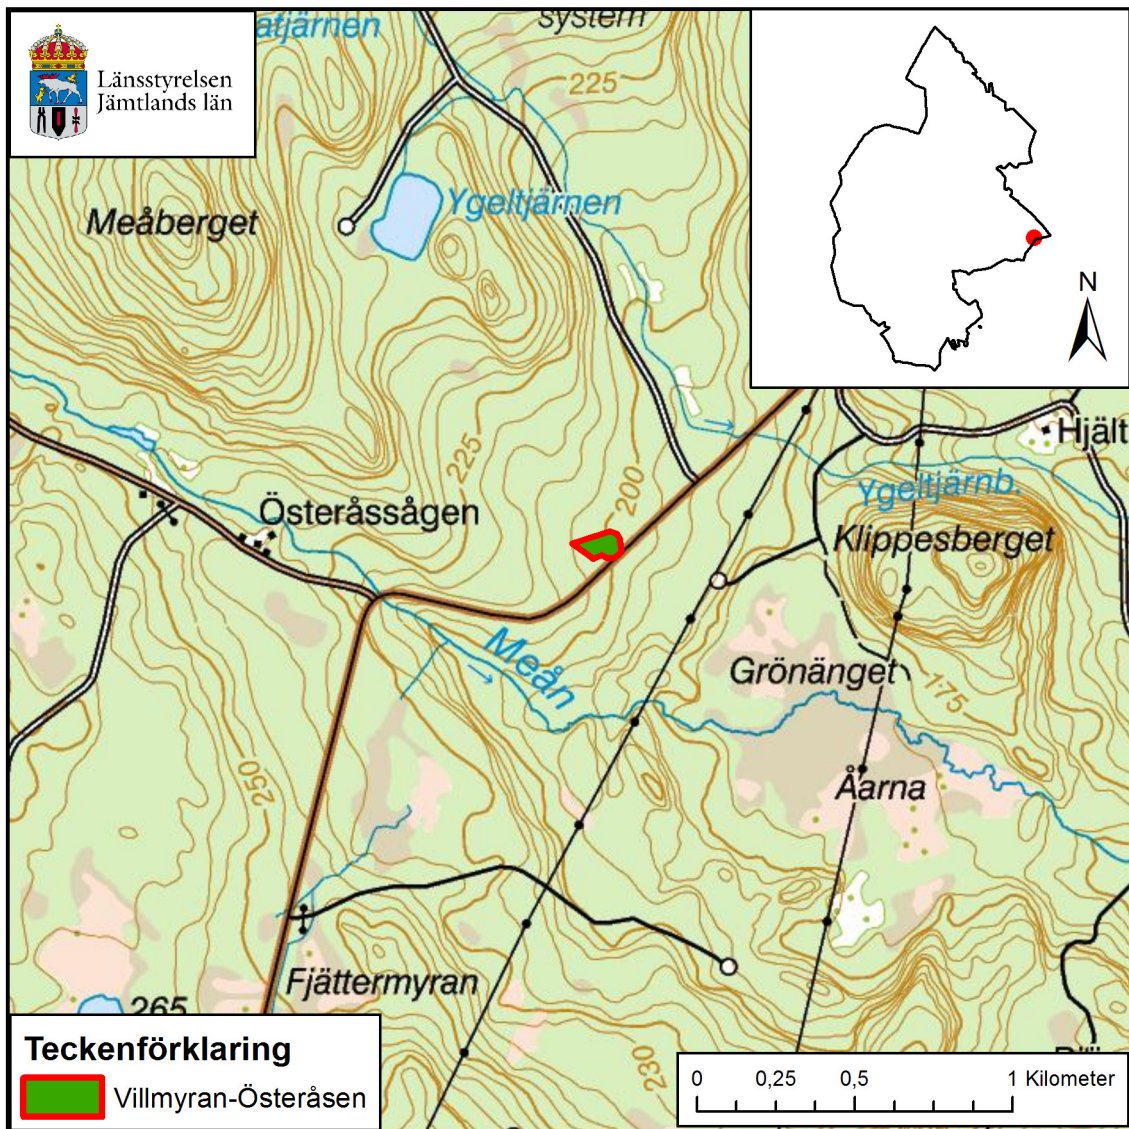 Länsstyrelsen
Jämtlands län
atjärnen
system
225
N
Meåberget
Ygeltjärnen
Hjält
225
200
Ygeltjärnb.
Österåssågen
Klippesberget
Meån
Grönänget
175
250
Åarna
Fjättermyran
265
230
Teckenförklaring
Villmyran-Österåsen
0 0,25 0,5 1 Kilometer